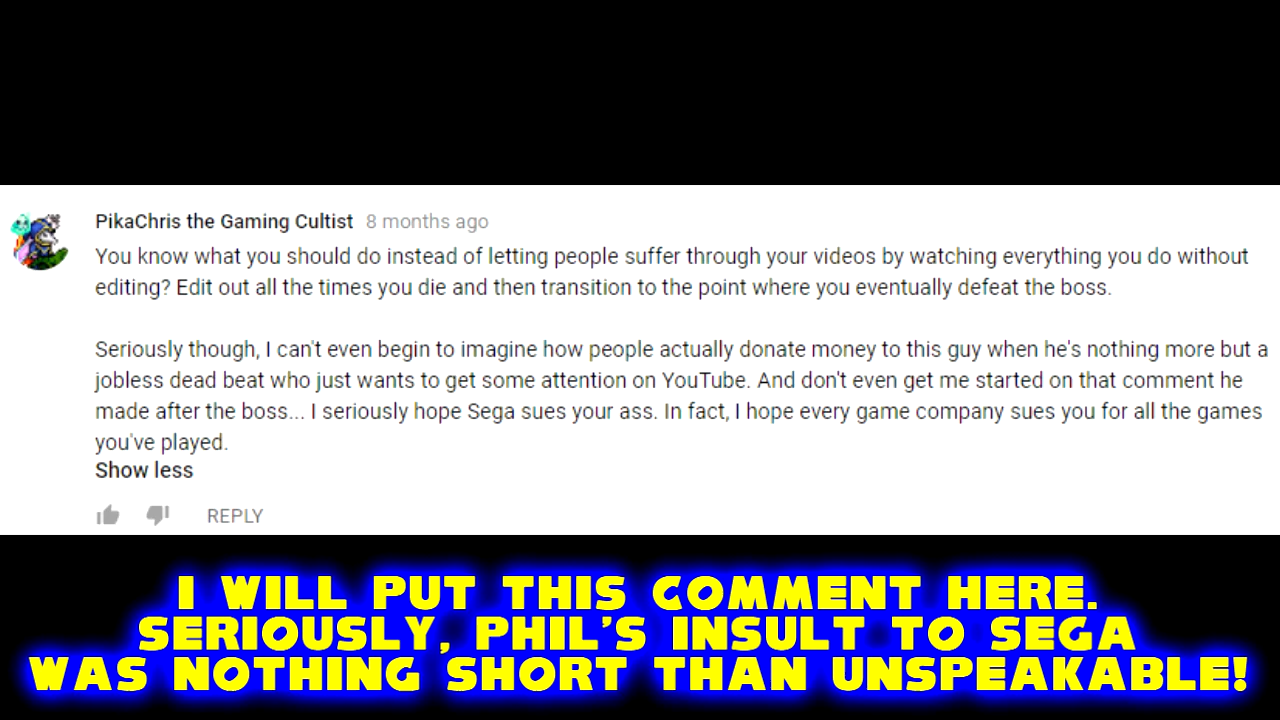 PikaChris the Gaming Cultist 8 months ago
You know what you should do instead of letting people suffer through your videos by watching everything you do without
editing? Edit out all the times you die and then transition to the point where you eventually defeat the boss.
Seriously though, I can't even begin to imagine how people actually donate money to this guy when he's nothing more but a
jobless dead beat who just wants to get some attention on YouTube. And don't even get me started on that comment he
made after the boss... I seriously hope Sega sues your ass. In fact, I hope every game company sues you for all the games
you've played.
Show less
REPLY
I WILL PUT THIS COMMENT HERE.
SERIOUSLY, PHIL'S INSULT TO SEGA
WAS NOTHING SHORT THAN UNSPEAKABLE!